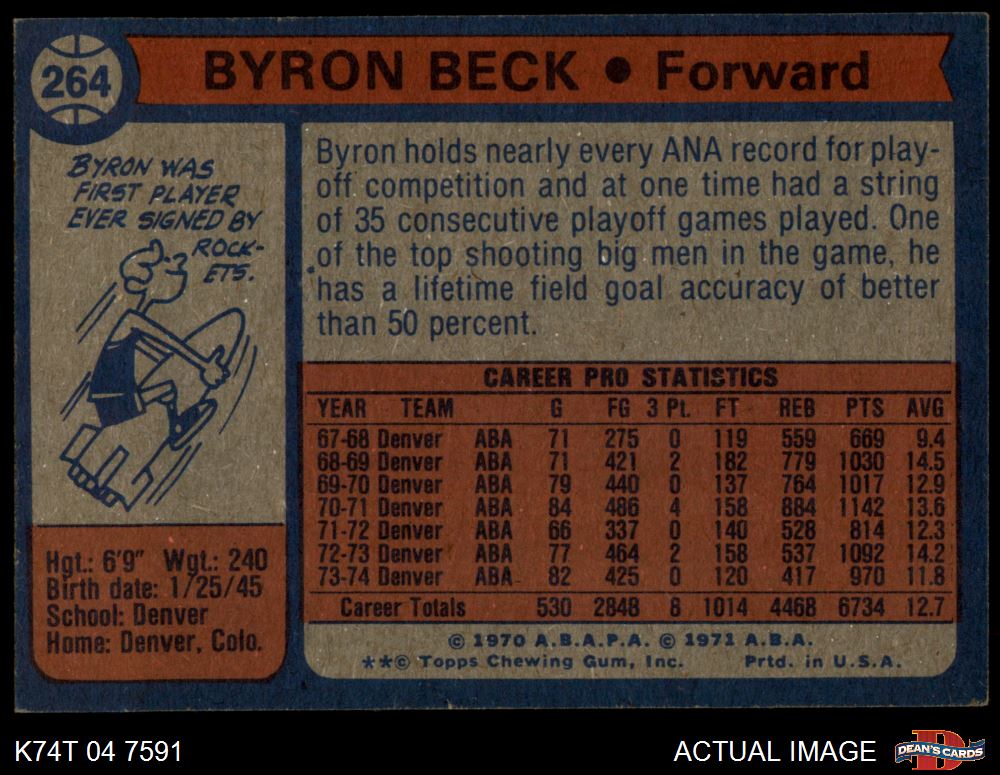 264
BYRON BECK ● Forward
BYRON WAS
FIRST PLAYER
EVER SIGNED BY
ROCK-
ETS.
Byron holds nearly every ANA record for play-
off competition and at one time had a string
of 35 consecutive playoff games played. One
of the top shooting big men in the game, he
has a lifetime field goal accuracy of better
than 50 percent.
Hgt.: 6'9" Wgt.: 240
Birth date: 1/25/45
School: Denver
Home: Denver, Colo.
CAREER PRO STATISTICS
YEAR TEAM G FG 3 Pt. FT REB PTS AVG
67-68 Denver ABA 71 275 0 119 559 669 9.4
68-69 Denver ABA 71 421 2 182 779 1030 14.5
69-70 Denver ABA 79 440 0 137 764 1017 12.9
70-71 Denver ABA 84 486 4 158 884 1142 13.6
71-72 Denver ABA 66 337 0 140 528 814 12.3
72-73 Denver ABA 77 464 2 158 537 1092 14.2
73-74 Denver ABA 82 425 0 120 417 970 11.8
Career Totals 530 2848 8 1014 4468 6734 12.7
© 1970 A.B.A.P.A. © 1971 A.B.A.
**© Topps Chewing Gum, Inc. Prtd. in U.S.A.
K74T 04 7591
ACTUAL IMAGE
DEAN'S CARDS